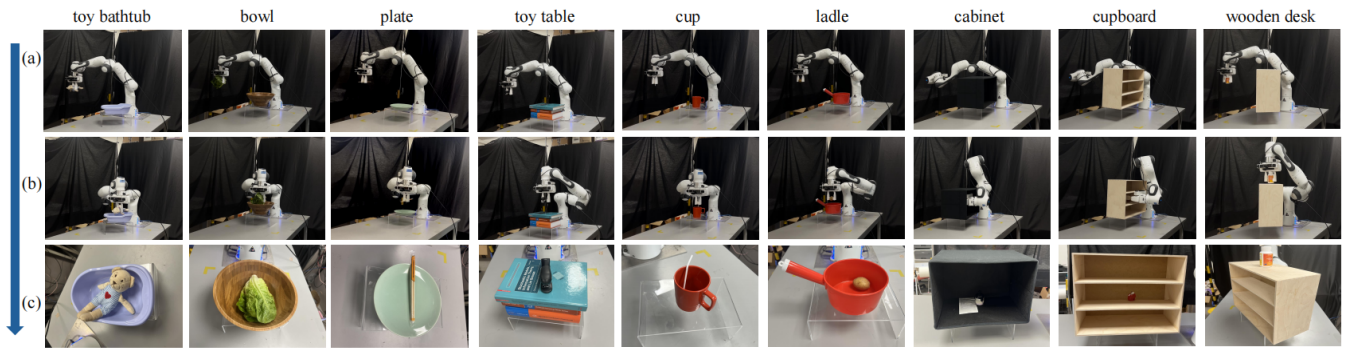 toy bathtub bowl plate toy table cup ladle cabinet cupboard wooden desk
(a)
(b)
(c)